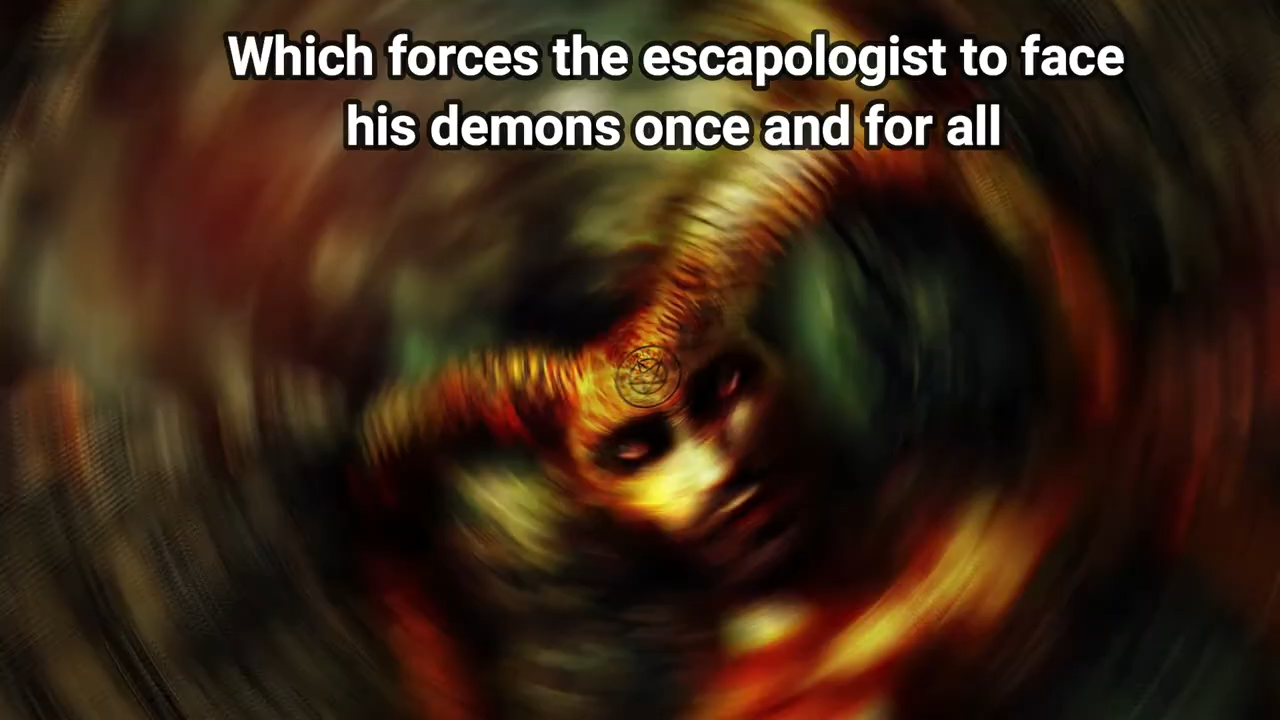 Which forces the escapologist to face
his demons once and for all